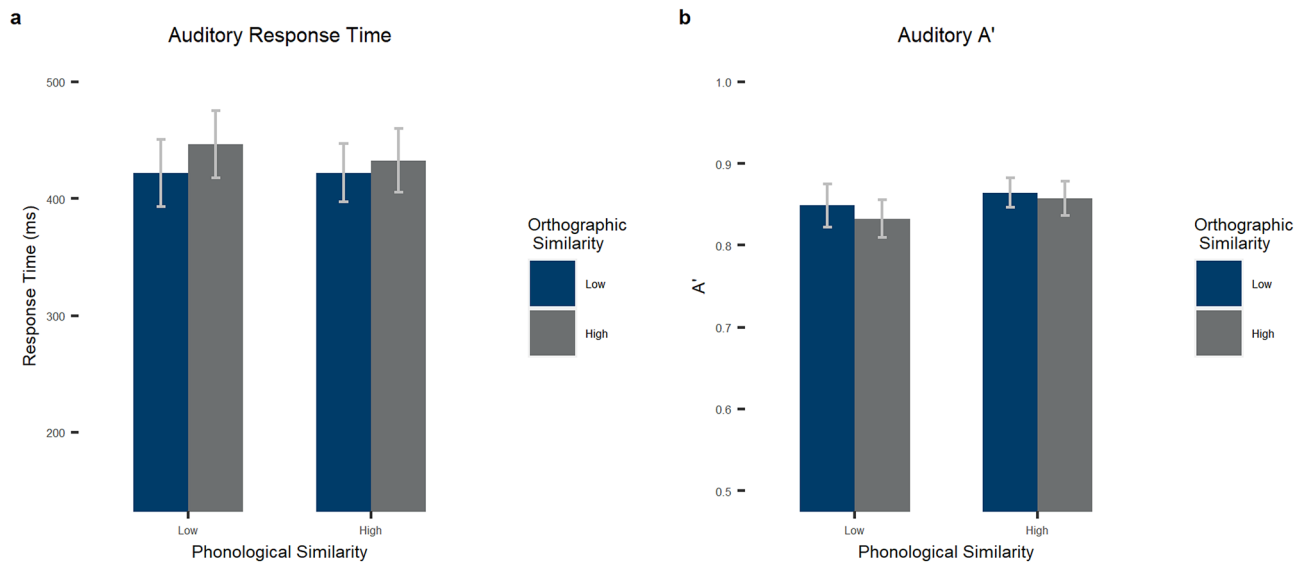 a
Auditory Response Time
500
400
300
200
Response Time (ms)
Low
High
Phonological Similarity
Orthographic
Similarity
Low
High
b
Auditory A'
1.0
0.9
0.8
0.7
0.6
0.5
A'
Low
High
Phonological Similarity
Orthographic
Similarity
Low
High